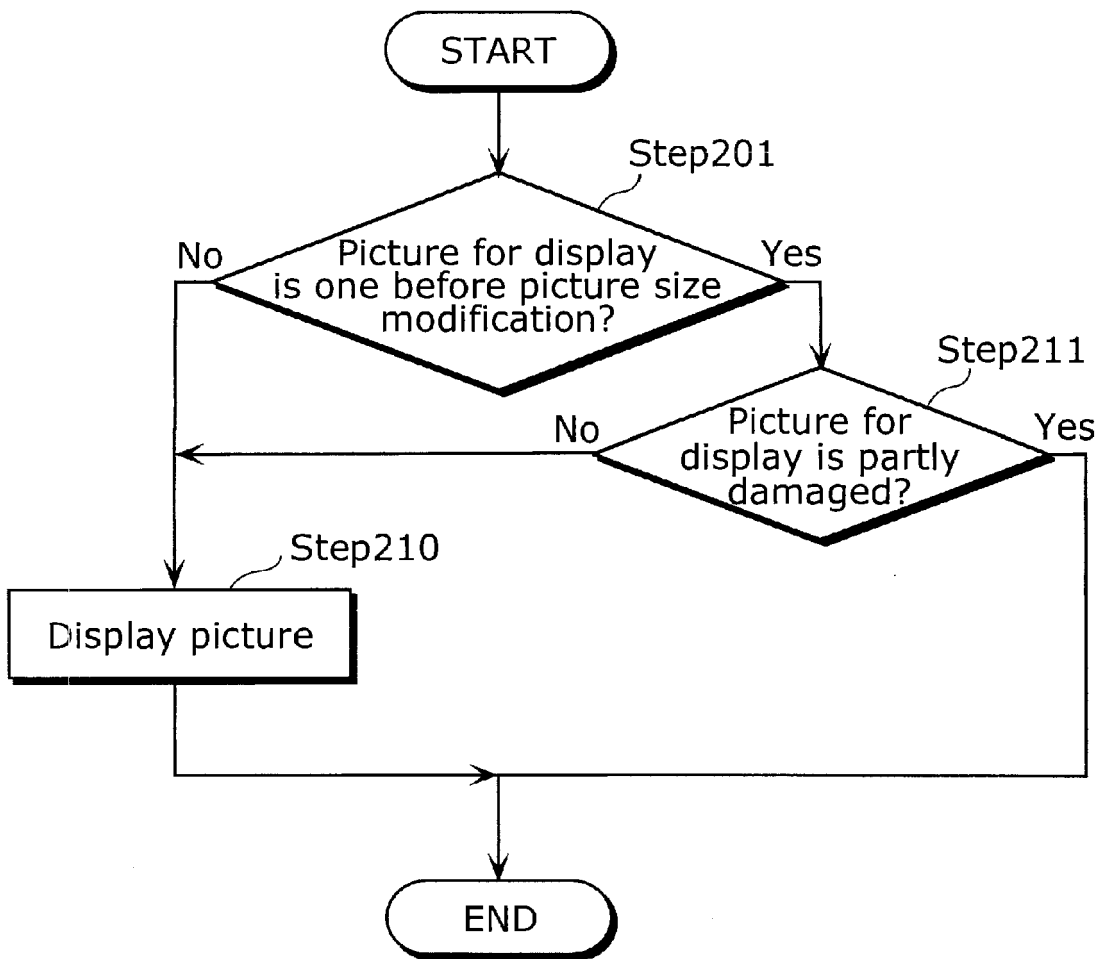 START
Step201
No
Picture for display
is one before picture size
modification?
Yes
Step211
No
Picture for
display is partly
damaged?
Yes
Step210
Display picture
END